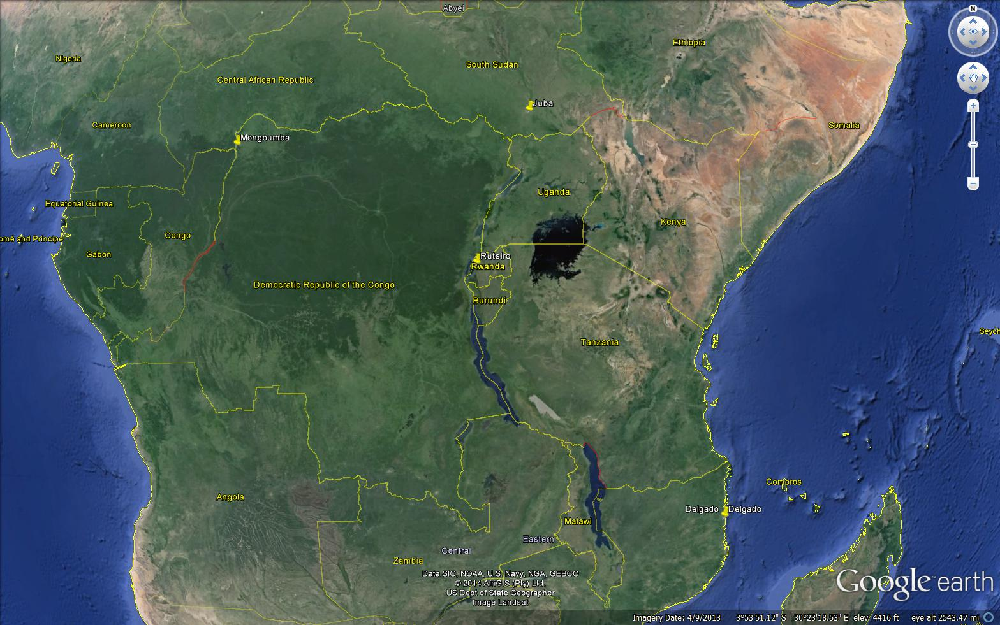 Abyei
N
Nigeria
Ethiopia
South Sudan
Central African Republic
Juba
Cameroon
Somalia
Mongoumba
Uganda
Equatorial Guinea
Kenya
Congo
omé and Príncipe
Gabon
Rutsiro
Rwanda
Democratic Republic of the Congo
Burundi
Seych
Tanzania
Comoros
Angola
Delgado
Delgado
Malawi
Eastern
Central
Zambia
Data SIO, NOAA, U.S. Navy, NGA, GEBCO
© 2014 AfriGIS (Pty) Ltd.
US Dept of State Geographer
Image Landsat
Google earth
Imagery Date: 4/9/2013 3°53'51.12" S 30°23'18.53" E elev 4416 ft eye alt 2543.47 mi